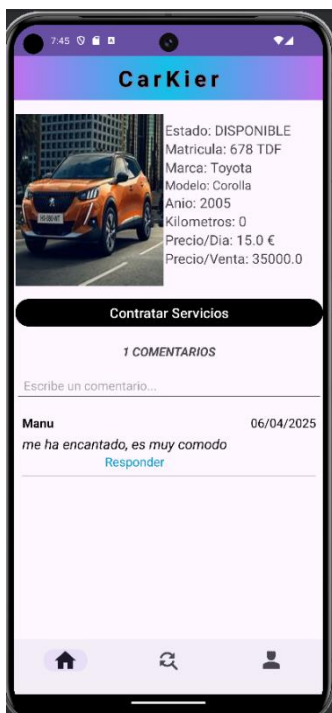 7:45
CarKier
Estado: DISPONIBLE
Matricula: 678 TDF
Marca: Toyota
Modelo: Corolla
Anio: 2005
Kilometros: 0
Precio/Dia: 15.0 €
Precio/Venta: 35000.0
Contratar Servicios
1 COMENTARIOS
Escribe un comentario...
Manu 06/04/2025
me ha encantado, es muy comodo
Responder